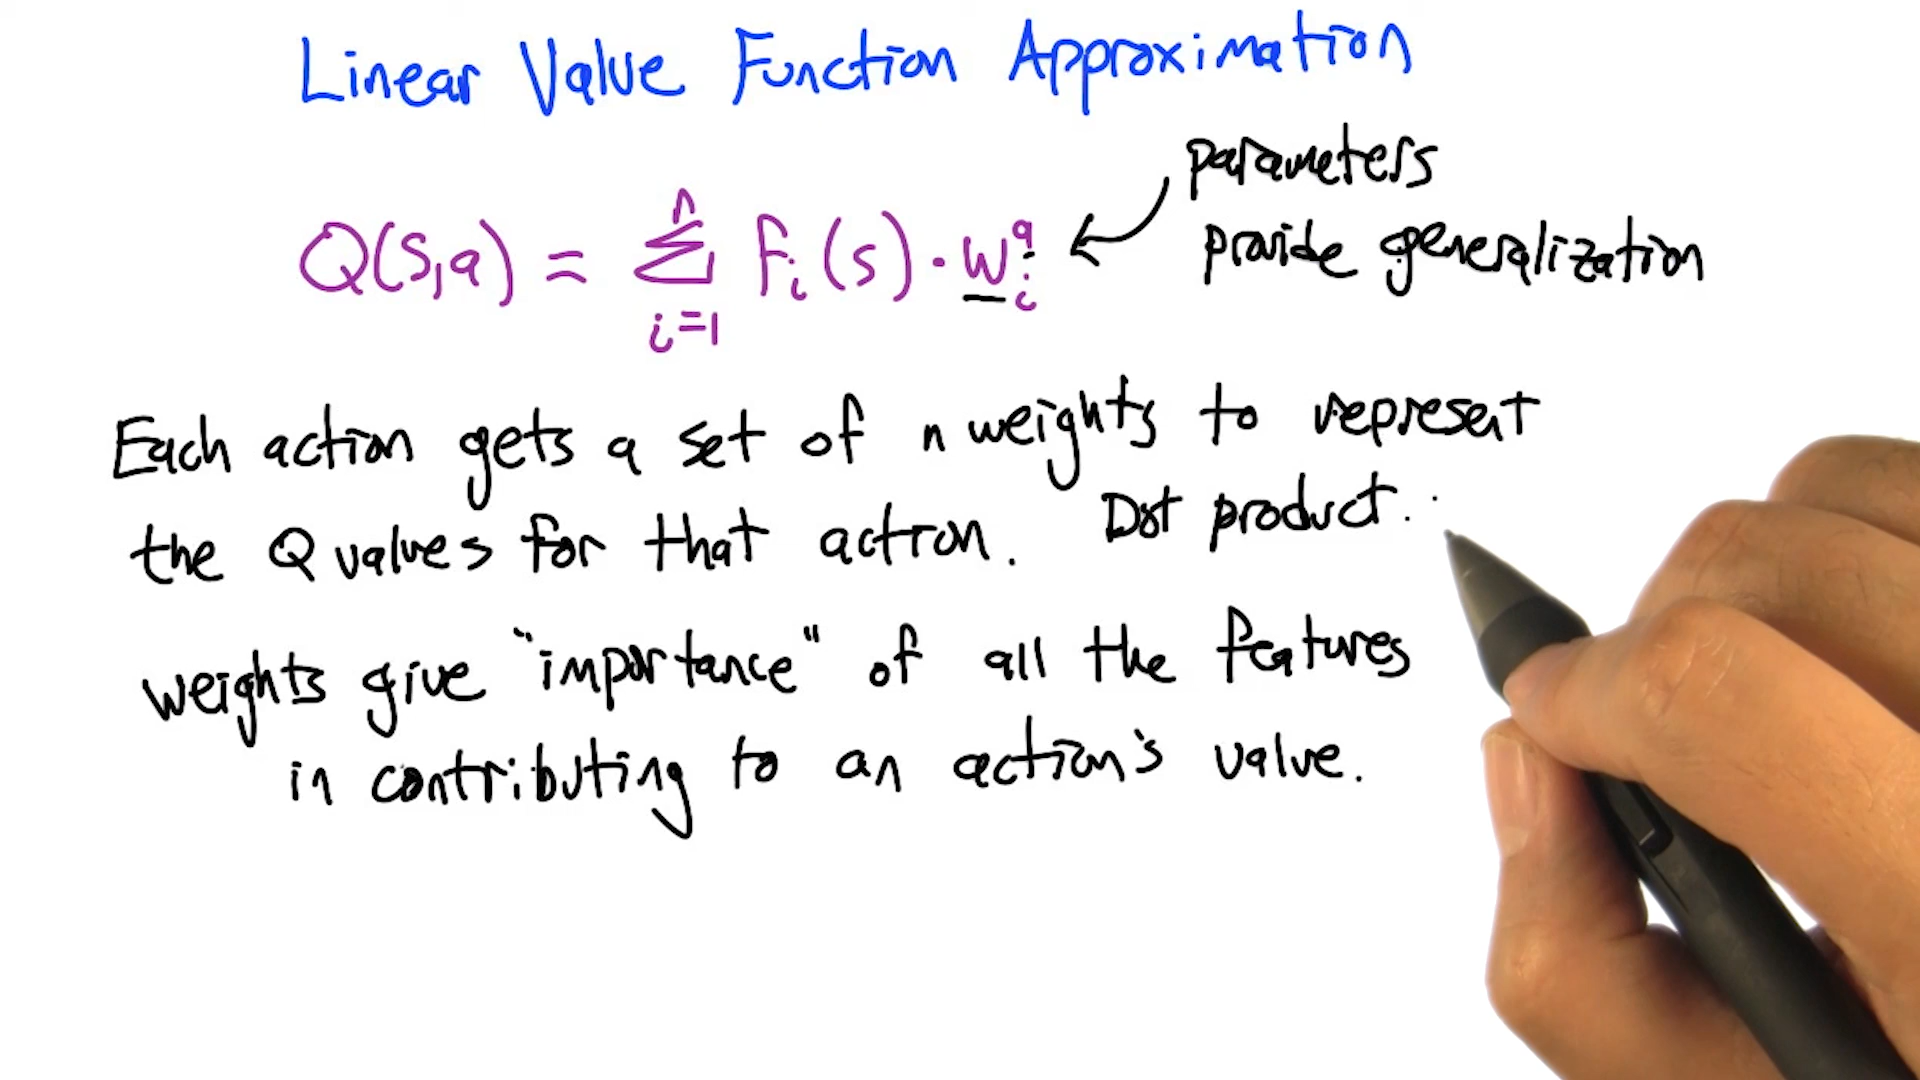 Linear Value Function Approximation
parameters
provide generalization
Q(s,a) = Σ_{i=1}^{n} f_i(s) · w_i^a
Each action gets a set of n weights to represent
the Q values for that action. Dot product.
weights give "importance" of all the features
in contributing to an action's value.